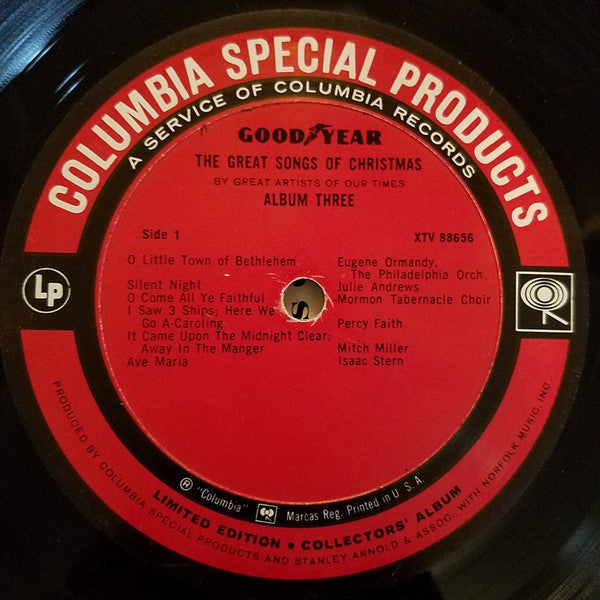 COLUMBIA SPECIAL PRODUCTS
A SERVICE OF COLUMBIA RECORDS
GOODYEAR
THE GREAT SONGS OF CHRISTMAS
BY GREAT ARTISTS OF OUR TIMES
ALBUM THREE
Side 1 XTV 88656
O Little Town of Bethlehem Eugene Ormandy,
The Philadelphia Orch.
Silent Night Julie Andrews
O Come All Ye Faithful Mormon Tabernacle Choir
I Saw 3 Ships; Here We
Go A-Caroling Percy Faith
It Came Upon The Midnight Clear;
Away In The Manger Mitch Miller
Ave Maria Isaac Stern
LP
® "Columbia" Marcas Reg. Printed in U. S. A.
LIMITED EDITION • COLLECTORS' ALBUM
PRODUCED BY COLUMBIA SPECIAL PRODUCTS AND STANLEY ARNOLD & ASSOC. WITH NORFOLK MUSIC, INC.